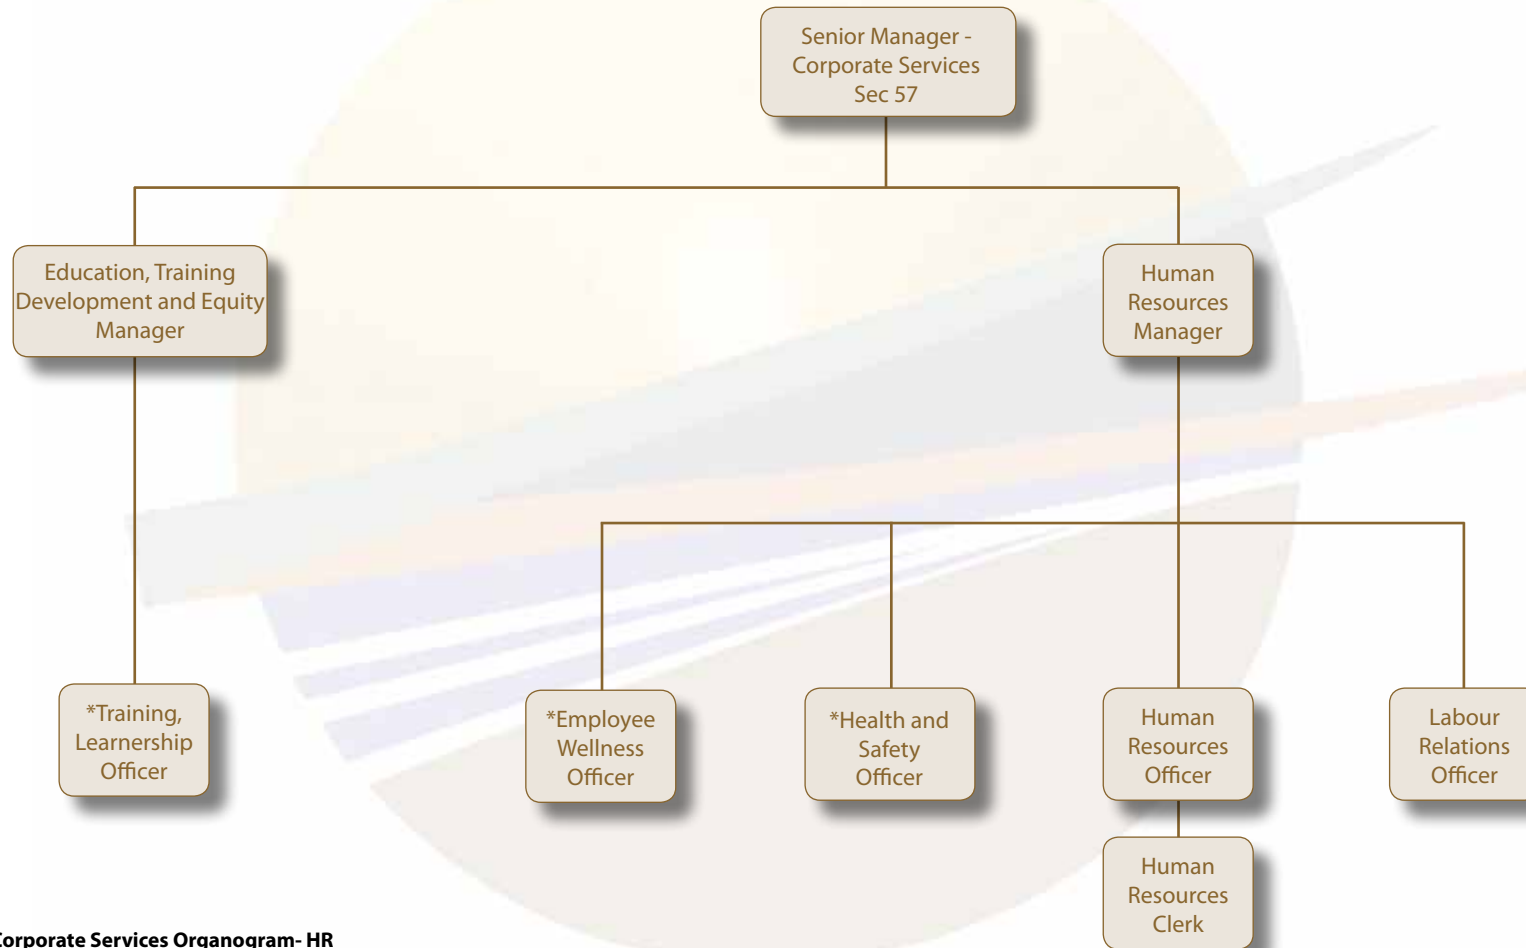 Senior Manager -
Corporate Services
Sec 57
Education, Training
Development and Equity
Manager
Human
Resources
Manager
*Training,
Learnership
Officer
*Employee
Wellness
Officer
*Health and
Safety
Officer
Human
Resources
Officer
Labour
Relations
Officer
Human
Resources
Clerk
Corporate Services Organogram- HR